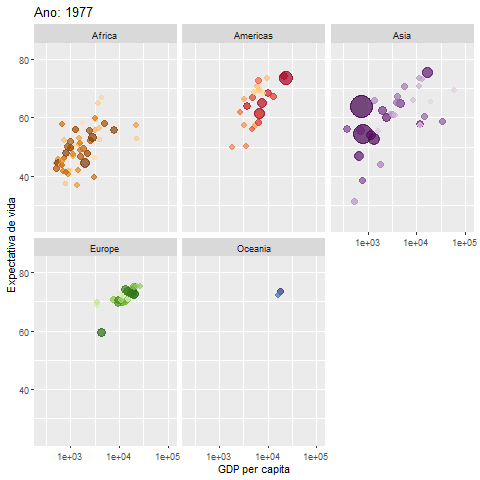 Ano: 1977
Africa
Americas
Asia
80
60
40
1e+03 1e+04 1e+05
Expectativa de vida
Europe
Oceania
80
60
40
1e+03 1e+04 1e+05
1e+03 1e+04 1e+05
GDP per capita